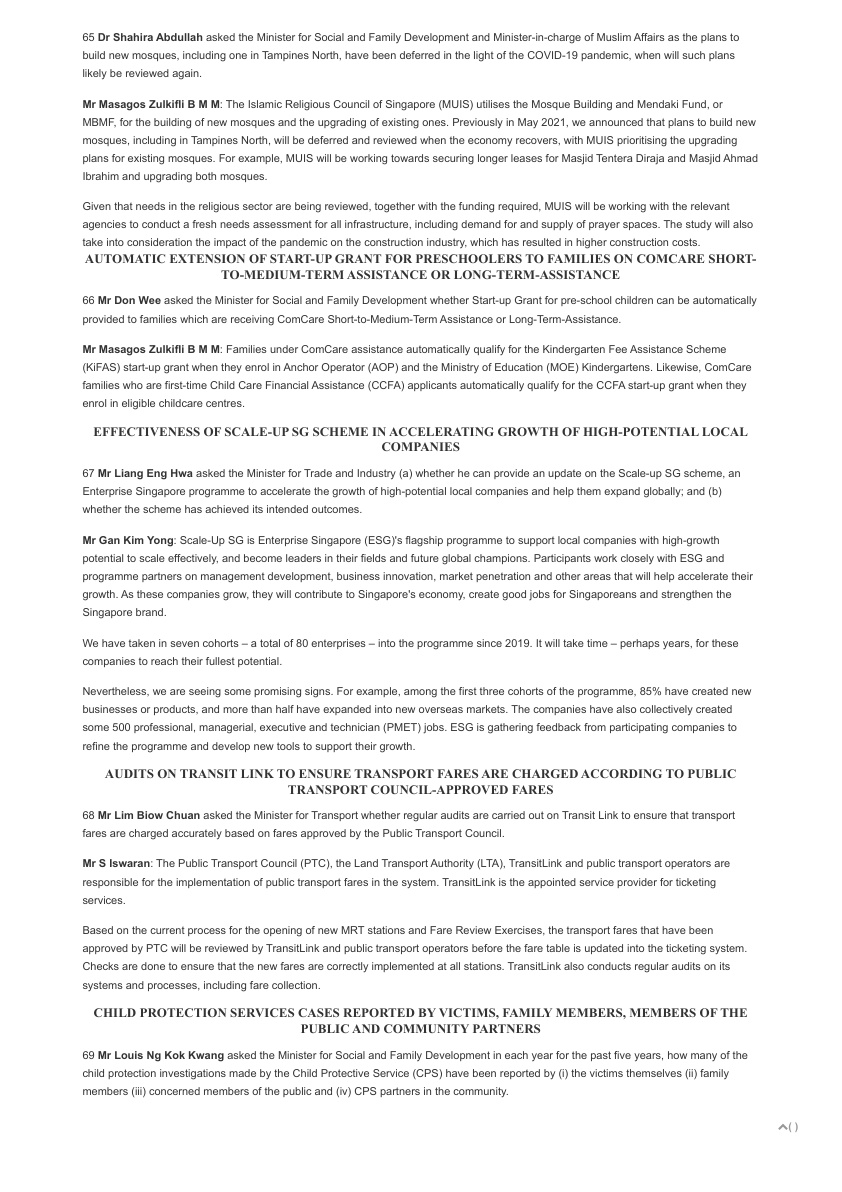 65 Dr Shahira Abdullah asked the Minister for Social and Family Development and Minister-in-charge of Muslim Affairs as the plans to
build new mosques, including one in Tampines North, have been deferred in the light of the COVID-19 pandemic, when will such plans
likely be reviewed again.
Mr Masagos Zulkifli B M M: The Islamic Religious Council of Singapore (MUIS) utilises the Mosque Building and Mendaki Fund, or
MBMF, for the building of new mosques and the upgrading of existing ones. Previously in May 2021, we announced that plans to build new
mosques, including in Tampines North, will be deferred and reviewed when the economy recovers, with MUIS prioritising the upgrading
plans for existing mosques. For example, MUIS will be working towards securing longer leases for Masjid Tentera Diraja and Masjid Ahmad
Ibrahim and upgrading both mosques.
Given that needs in the religious sector are being reviewed, together with the funding required, MUIS will be working with the relevant
agencies to conduct a fresh needs assessment for all infrastructure, including demand for and supply of prayer spaces. The study will also
take into consideration the impact of the pandemic on the construction industry, which has resulted in higher construction costs.
AUTOMATIC EXTENSION OF START-UP GRANT FOR PRESCHOOLERS TO FAMILIES ON COMCARE SHORT-
TO-MEDIUM-TERM ASSISTANCE OR LONG-TERM-ASSISTANCE
66 Mr Don Wee asked the Minister for Social and Family Development whether Start-up Grant for pre-school children can be automatically
provided to families which are receiving ComCare Short-to-Medium-Term Assistance or Long-Term-Assistance.
Mr Masagos Zulkifli B M M: Families under ComCare assistance automatically qualify for the Kindergarten Fee Assistance Scheme
(KiFAS) start-up grant when they enrol in Anchor Operator (AOP) and the Ministry of Education (MOE) Kindergartens. Likewise, ComCare
families who are first-time Child Care Financial Assistance (CCFA) applicants automatically qualify for the CCFA start-up grant when they
enrol in eligible childcare centres.
EFFECTIVENESS OF SCALE-UP SG SCHEME IN ACCELERATING GROWTH OF HIGH-POTENTIAL LOCAL
COMPANIES
67 Mr Liang Eng Hwa asked the Minister for Trade and Industry (a) whether he can provide an update on the Scale-up SG scheme, an
Enterprise Singapore programme to accelerate the growth of high-potential local companies and help them expand globally; and (b)
whether the scheme has achieved its intended outcomes.
Mr Gan Kim Yong: Scale-Up SG is Enterprise Singapore (ESG)'s flagship programme to support local companies with high-growth
potential to scale effectively, and become leaders in their fields and future global champions. Participants work closely with ESG and
programme partners on management development, business innovation, market penetration and other areas that will help accelerate their
growth. As these companies grow, they will contribute to Singapore's economy, create good jobs for Singaporeans and strengthen the
Singapore brand.
We have taken in seven cohorts – a total of 80 enterprises – into the programme since 2019. It will take time – perhaps years, for these
companies to reach their fullest potential.
Nevertheless, we are seeing some promising signs. For example, among the first three cohorts of the programme, 85% have created new
businesses or products, and more than half have expanded into new overseas markets. The companies have also collectively created
some 500 professional, managerial, executive and technician (PMET) jobs. ESG is gathering feedback from participating companies to
refine the programme and develop new tools to support their growth.
AUDITS ON TRANSIT LINK TO ENSURE TRANSPORT FARES ARE CHARGED ACCORDING TO PUBLIC
TRANSPORT COUNCIL-APPROVED FARES
68 Mr Lim Biow Chuan asked the Minister for Transport whether regular audits are carried out on Transit Link to ensure that transport
fares are charged accurately based on fares approved by the Public Transport Council.
Mr S Iswaran: The Public Transport Council (PTC), the Land Transport Authority (LTA), TransitLink and public transport operators are
responsible for the implementation of public transport fares in the system. TransitLink is the appointed service provider for ticketing
services.
Based on the current process for the opening of new MRT stations and Fare Review Exercises, the transport fares that have been
approved by PTC will be reviewed by TransitLink and public transport operators before the fare table is updated into the ticketing system.
Checks are done to ensure that the new fares are correctly implemented at all stations. TransitLink also conducts regular audits on its
systems and processes, including fare collection.
CHILD PROTECTION SERVICES CASES REPORTED BY VICTIMS, FAMILY MEMBERS, MEMBERS OF THE
PUBLIC AND COMMUNITY PARTNERS
69 Mr Louis Ng Kok Kwang asked the Minister for Social and Family Development in each year for the past five years, how many of the
child protection investigations made by the Child Protective Service (CPS) have been reported by (i) the victims themselves (ii) family
members (iii) concerned members of the public and (iv) CPS partners in the community.
( )